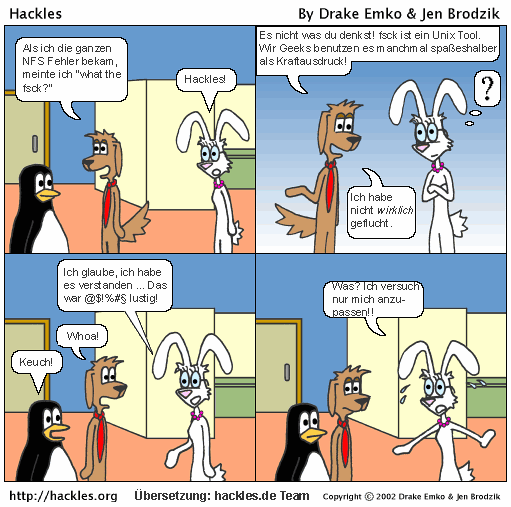 Hackles
By Drake Emko & Jen Brodzik
Als ich die ganzen
NFS Fehler bekam,
meinte ich "what the
fsck?"
Hackles!
Es nicht was du denkst! fsck ist ein Unix Tool.
Wir Geeks benutzen es manchmal spaßeshalber
als Kraftausdruck!
?
Ich habe
nicht wirklich
geflucht.
Ich glaube, ich habe
es verstanden ... Das
war @$!%#§ lustig!
Whoa!
Keuch!
Was? Ich versuch
nur mich anzu-
passen!!
http://hackles.org
Übersetzung: hackles.de Team
Copyright © 2002 Drake Emko & Jen Brodzik